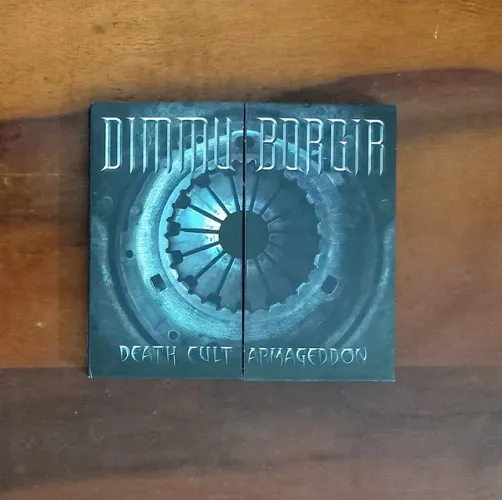 DIMMU BORGIR
DEATH CULT ARMAGEDDON